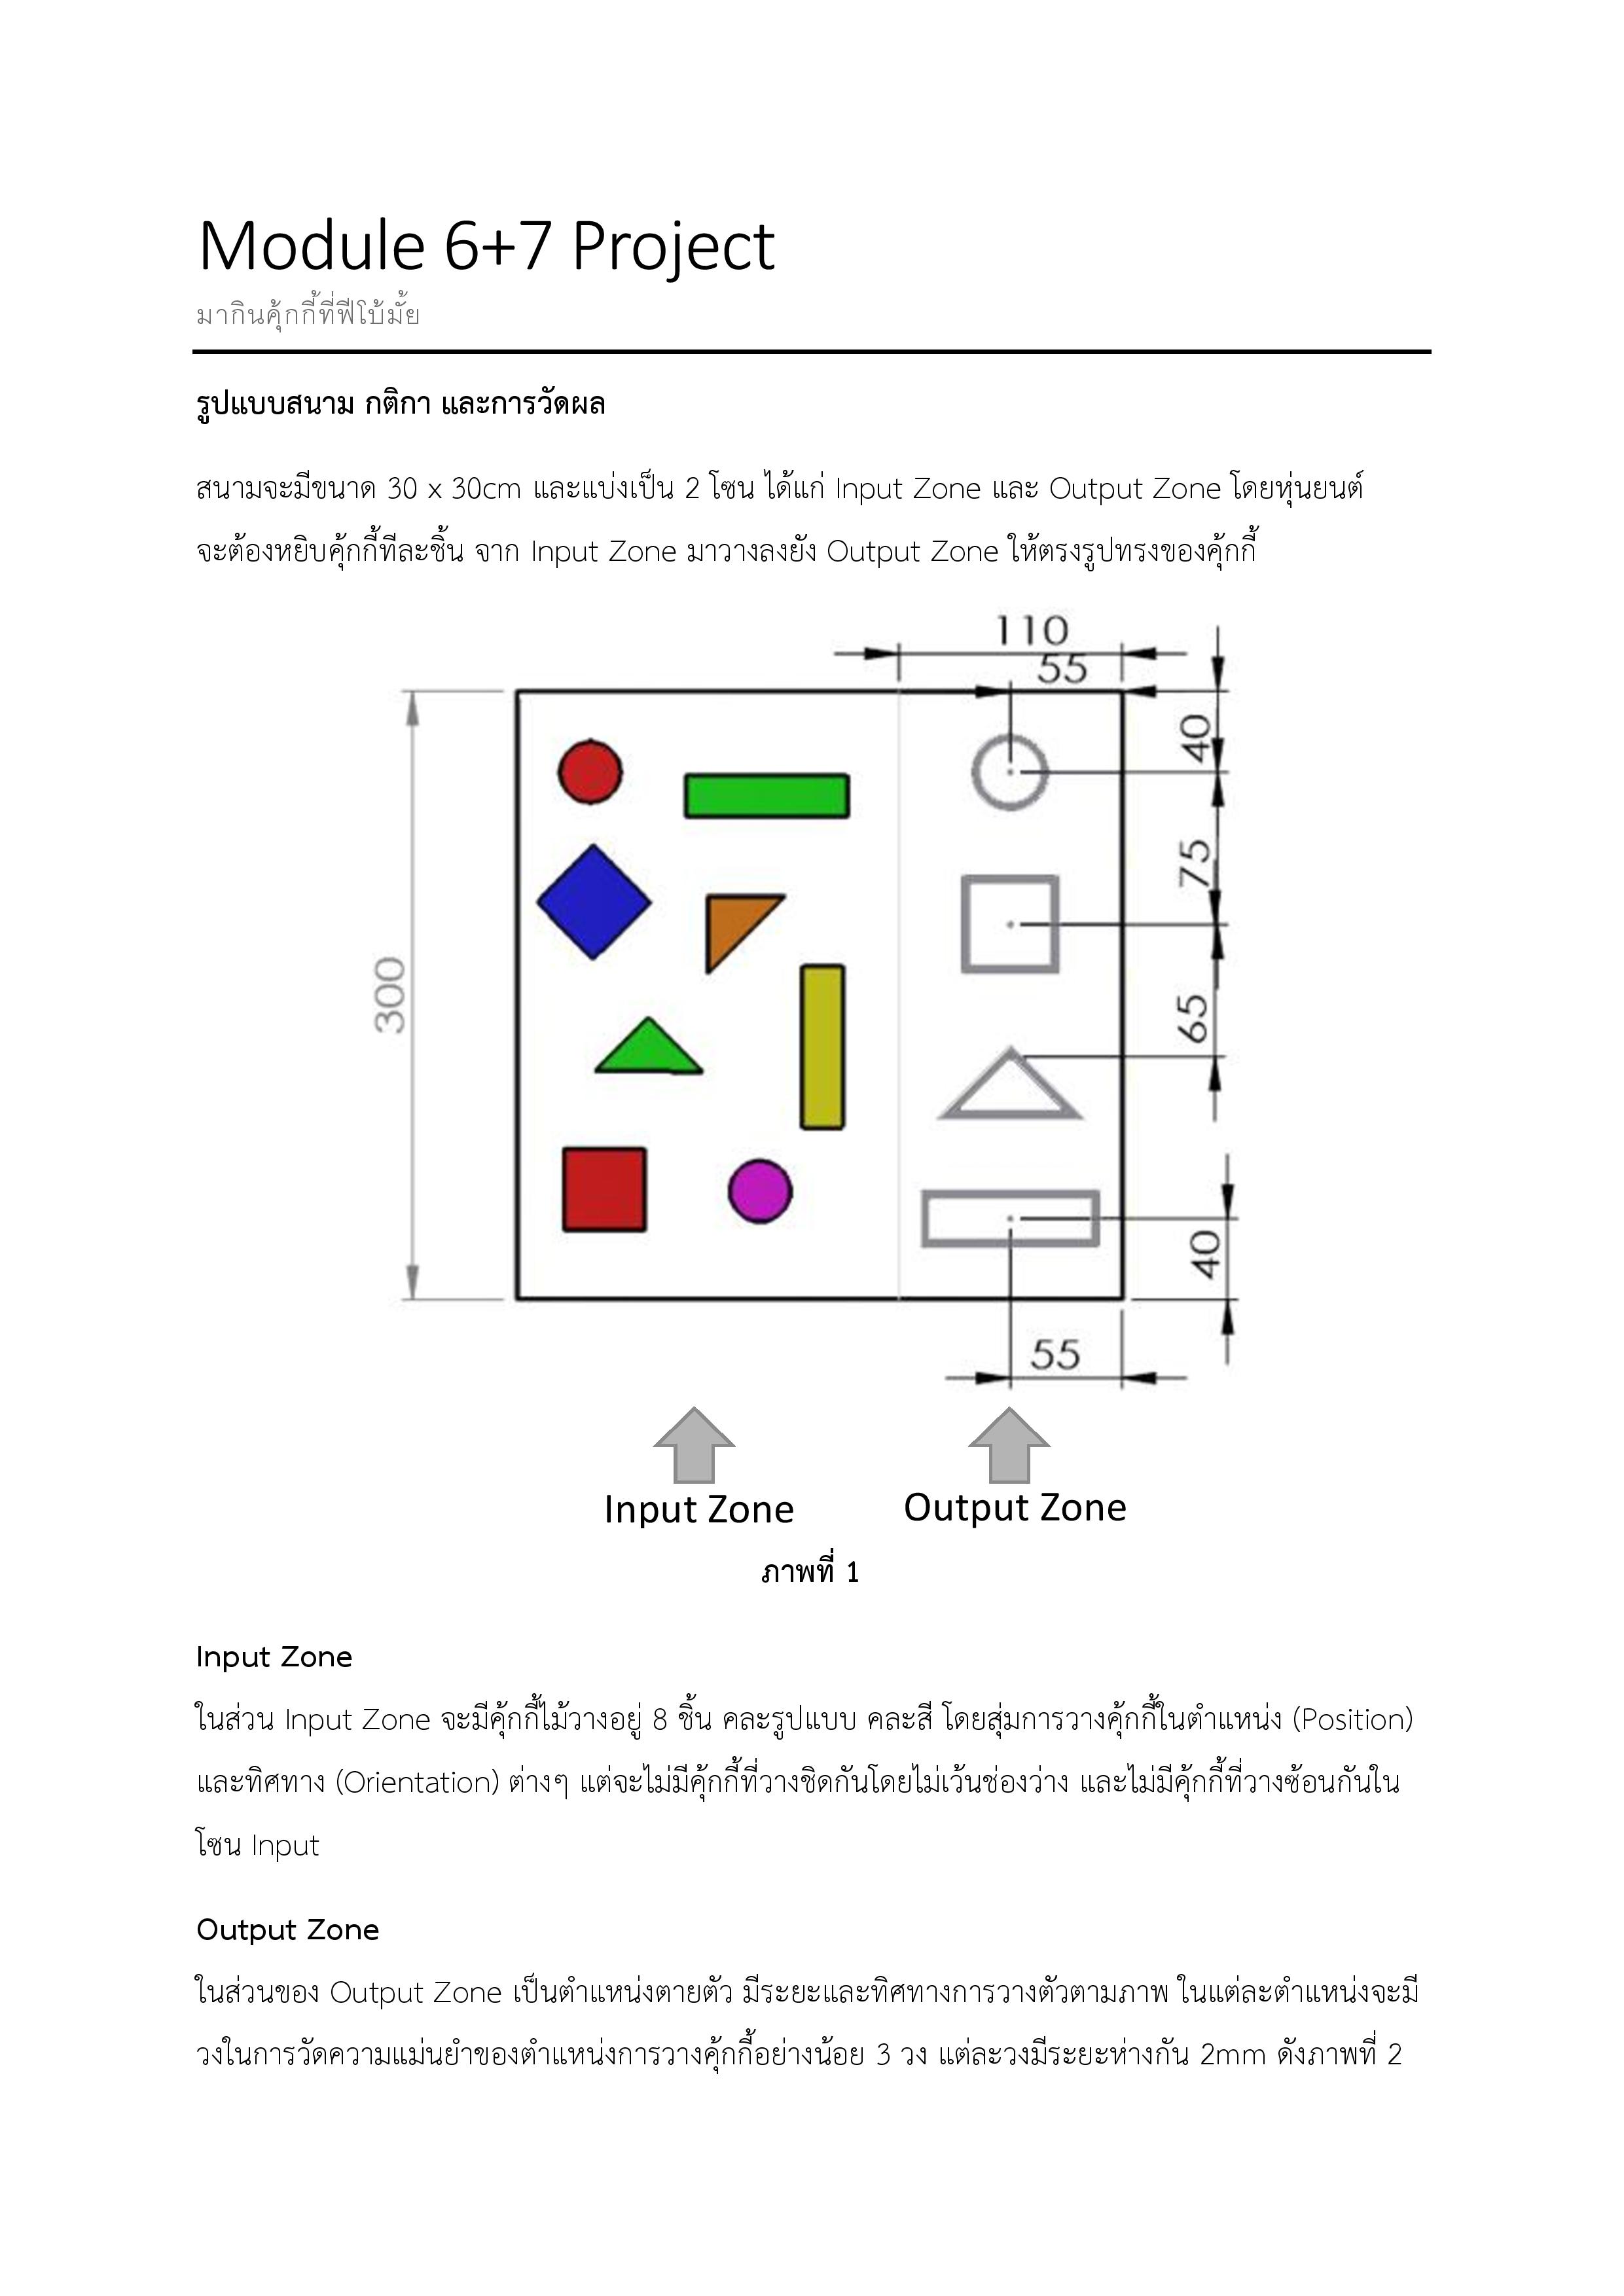 Module 6+7 Project
มากินคุ้กกี้ที่ฟีโบ้มั้ย
รูปแบบสนาม กติกา และการวัดผล
สนามจะมีขนาด 30 x 30cm และแบ่งเป็น 2 โซน ได้แก่ Input Zone และ Output Zone โดยหุ่นยนต์
จะต้องหยิบคุ้กกี้ทีละชิ้น จาก Input Zone มาวางลงยัง Output Zone ให้ตรงรูปทรงของคุ้กกี้
110
55
40
75
300
65
40
55
Input Zone
Output Zone
ภาพที่ 1
Input Zone
ในส่วน Input Zone จะมีคุ้กกี้ไม้วางอยู่ 8 ชิ้น คละรูปแบบ คละสี โดยสุ่มการวางคุ้กกี้ในตำแหน่ง (Position)
และทิศทาง (Orientation) ต่างๆ แต่จะไม่มีคุ้กกี้ที่วางชิดกันโดยไม่เว้นช่องว่าง และไม่มีคุ้กกี้ที่วางซ้อนกันใน
โซน Input
Output Zone
ในส่วนของ Output Zone เป็นตำแหน่งตายตัว มีระยะและทิศทางการวางตัวตามภาพ ในแต่ละตำแหน่งจะมี
วงในการวัดความแม่นยำของตำแหน่งการวางคุ้กกี้อย่างน้อย 3 วง แต่ละวงมีระยะห่างกัน 2mm ดังภาพที่ 2